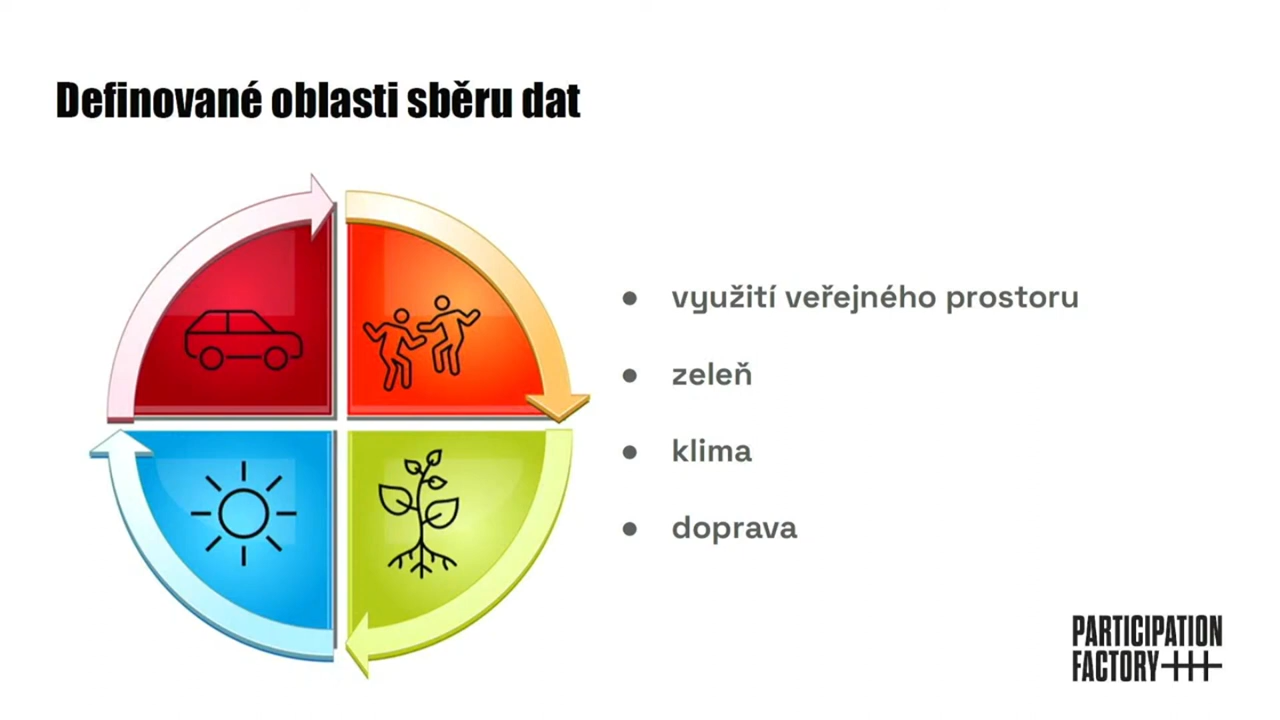 Definované oblasti sběru dat
využití veřejného prostoru
zeleň
klima
doprava
PARTICIPATION
FACTORY